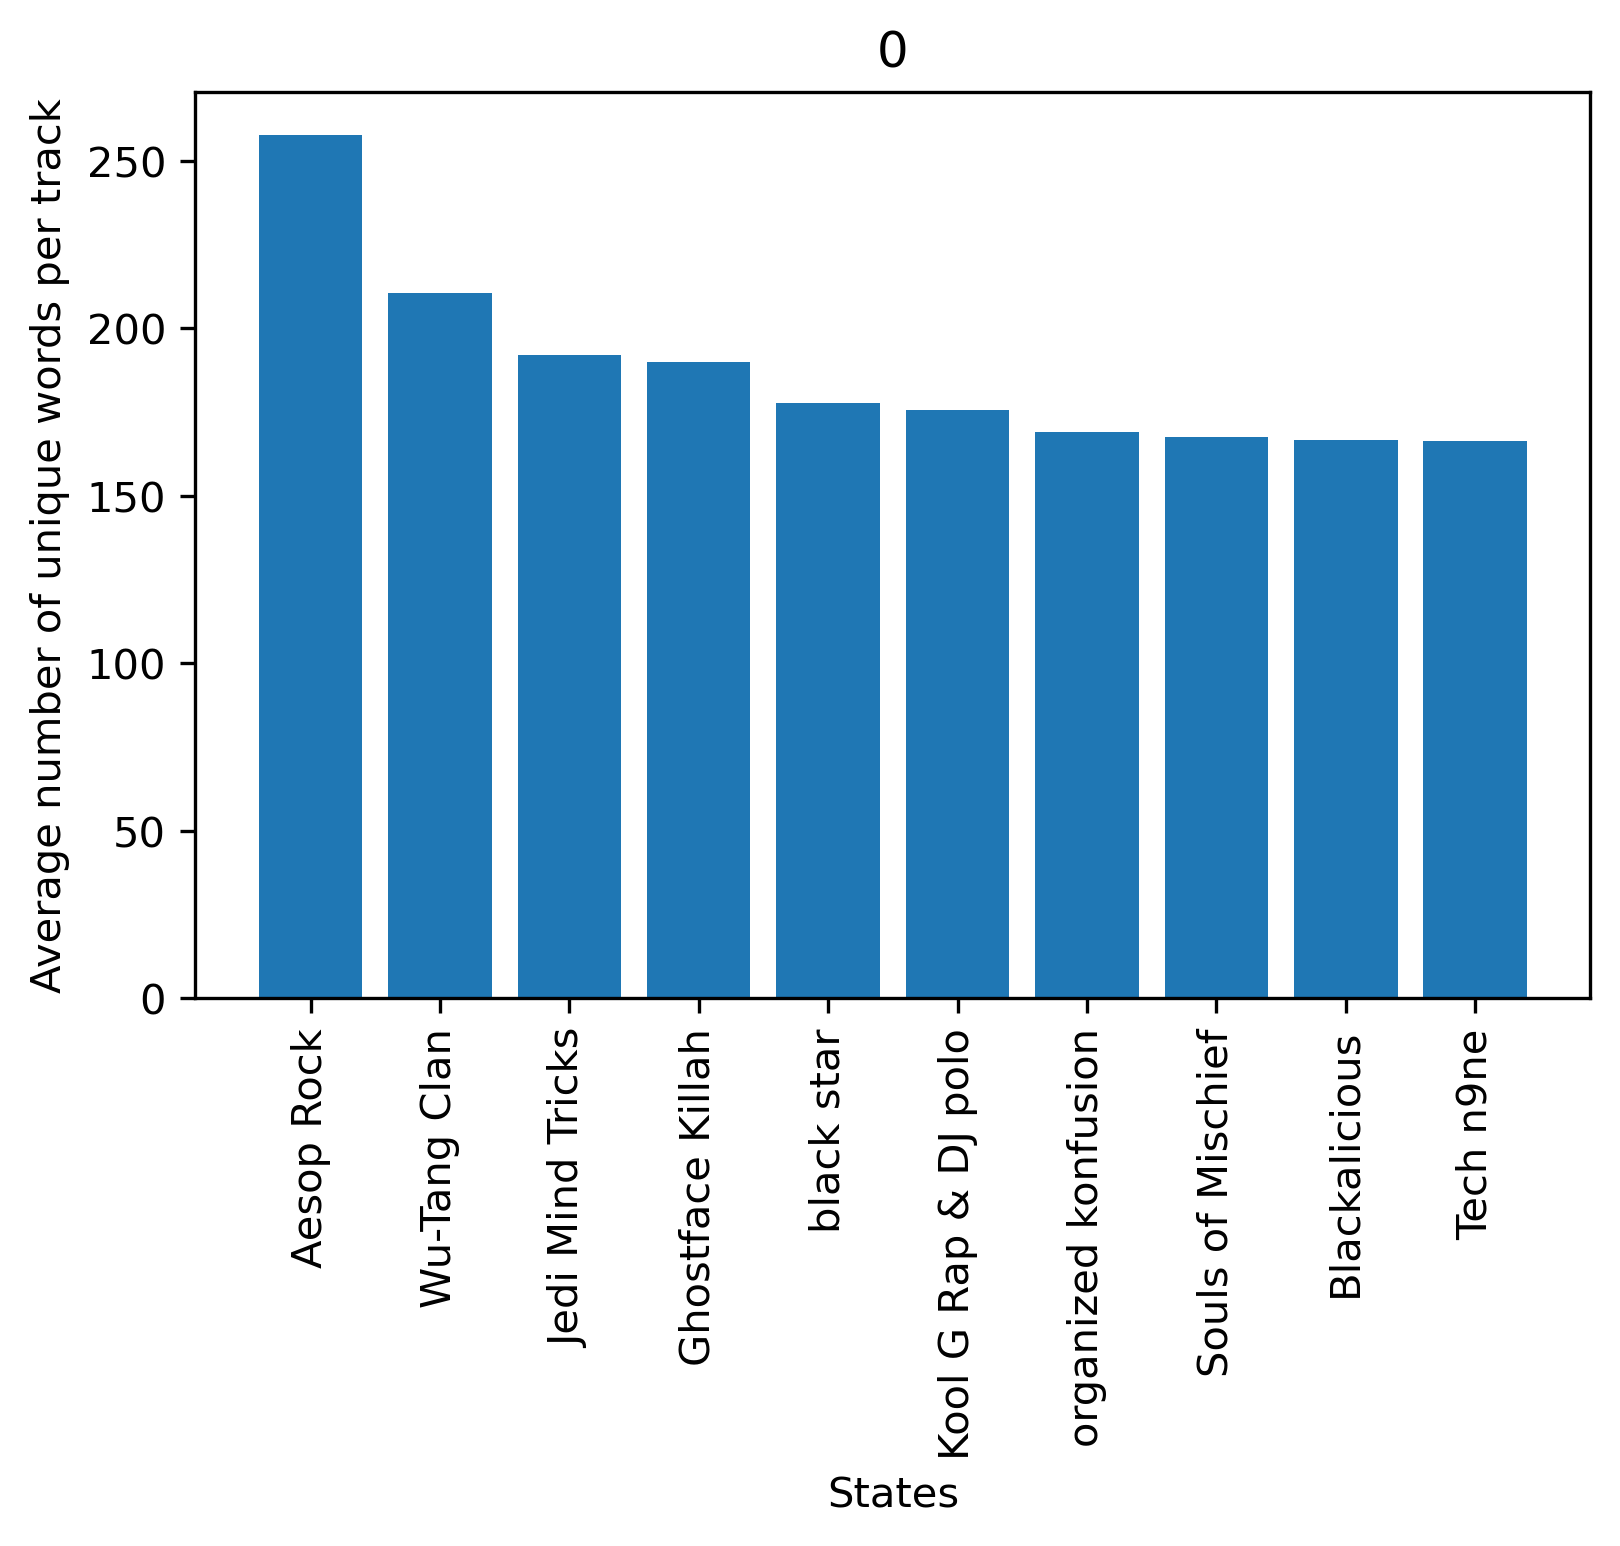 0
Average number of unique words per track
250
200
150
100
50
0
Aesop Rock
Wu-Tang Clan
Jedi Mind Tricks
Ghostface Killah
black star
Kool G Rap & DJ polo
organized konfusion
Souls of Mischief
Blackalicious
Tech n9ne
States